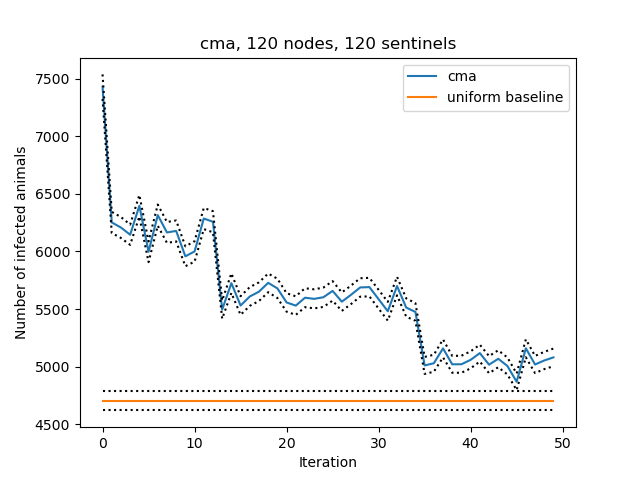 cma, 120 nodes, 120 sentinels
cma
uniform baseline
Number of infected animals
7500
7000
6500
6000
5500
5000
4500
0 10 20 30 40 50
Iteration